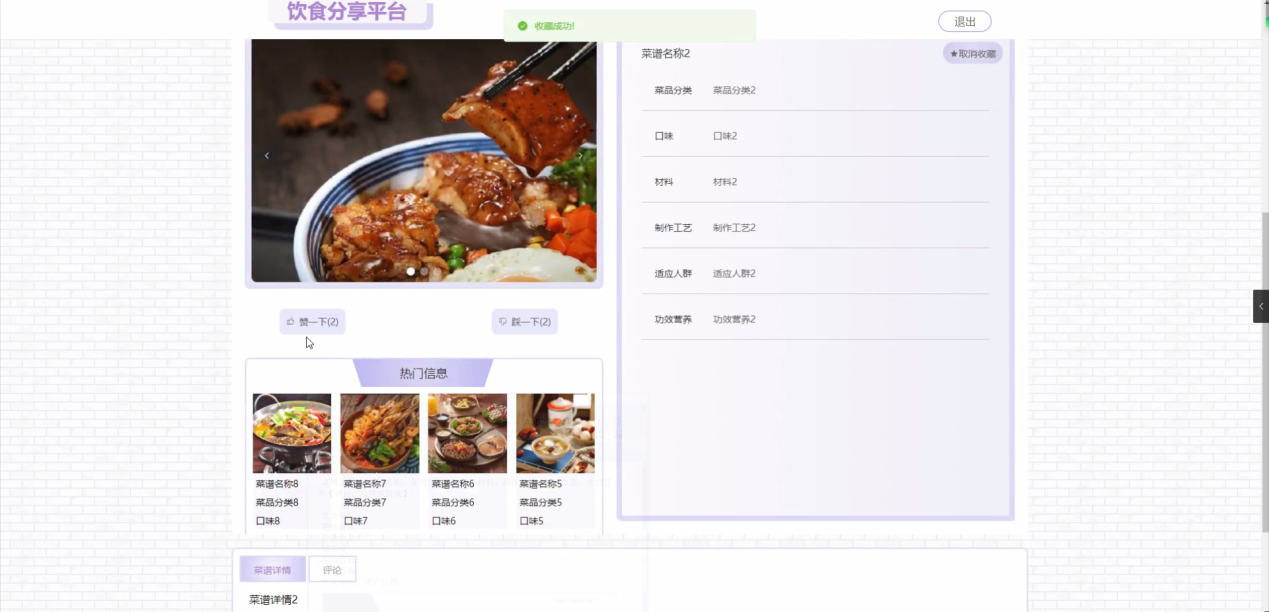 饮食分享平台
收藏成功!
退出
菜谱名称2
★取消收藏
菜品分类 菜品分类2
口味 口味2
材料 材料2
制作工艺 制作工艺2
适应人群 适应人群2
功效营养 功效营养2
赞一下(2)
踩一下(2)
热门信息
菜谱名称8 菜谱名称7 菜谱名称6 菜谱名称5
菜品分类8 菜品分类7 菜品分类6 菜品分类5
口味8 口味7 口味6 口味5
菜谱详情 评论
菜谱详情2